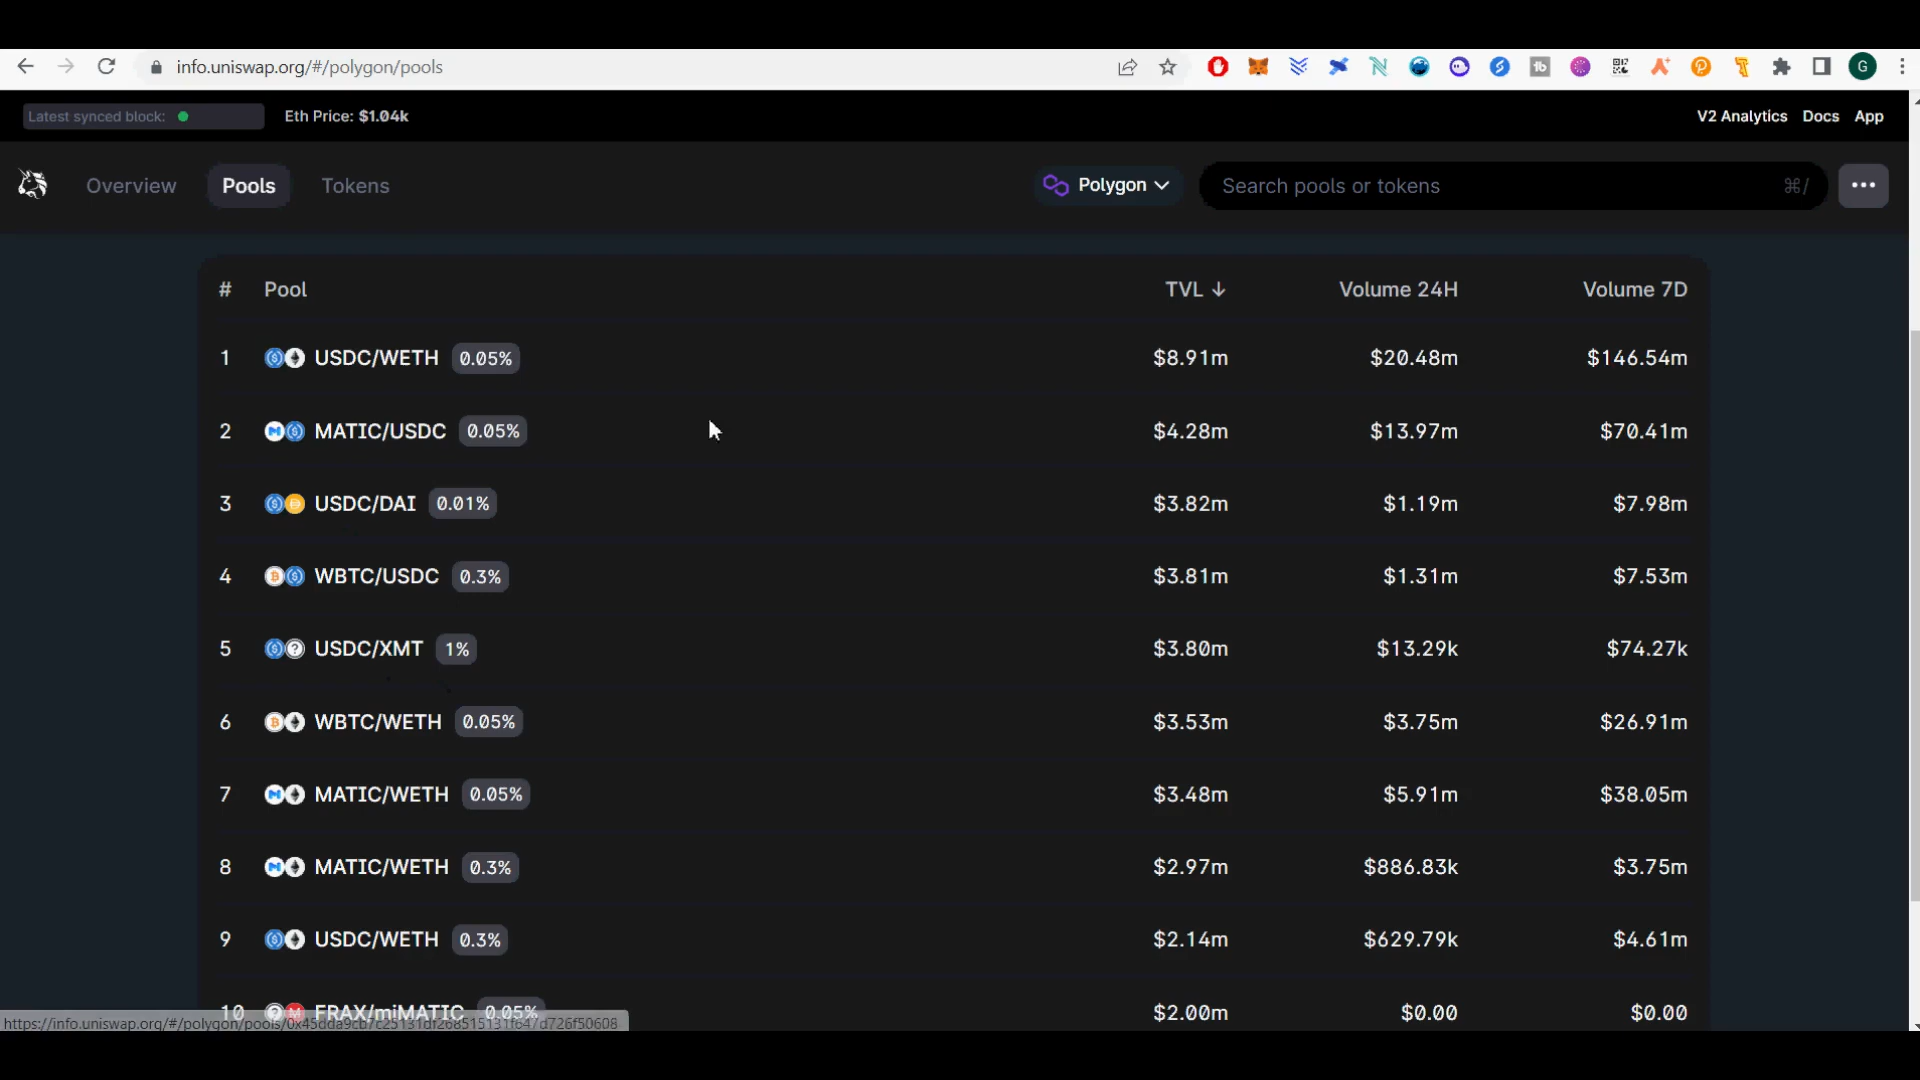 info.uniswap.org/#/polygon/pools
Latest synced block:
Eth Price: $1.04k
V2 Analytics Docs App
Overview Pools Tokens
Polygon
Search pools or tokens
⌘/
# Pool TVL ↓ Volume 24H Volume 7D
1 USDC/WETH 0.05% $8.91m $20.48m $146.54m
2 MATIC/USDC 0.05% $4.28m $13.97m $70.41m
3 USDC/DAI 0.01% $3.82m $1.19m $7.98m
4 WBTC/USDC 0.3% $3.81m $1.31m $7.53m
5 USDC/XMT 1% $3.80m $13.29k $74.27k
6 WBTC/WETH 0.05% $3.53m $3.75m $26.91m
7 MATIC/WETH 0.05% $3.48m $5.91m $38.05m
8 MATIC/WETH 0.3% $2.97m $886.83k $3.75m
9 USDC/WETH 0.3% $2.14m $629.79k $4.61m
10 FRAX/miMATIC 0.05% $2.00m $0.00 $0.00